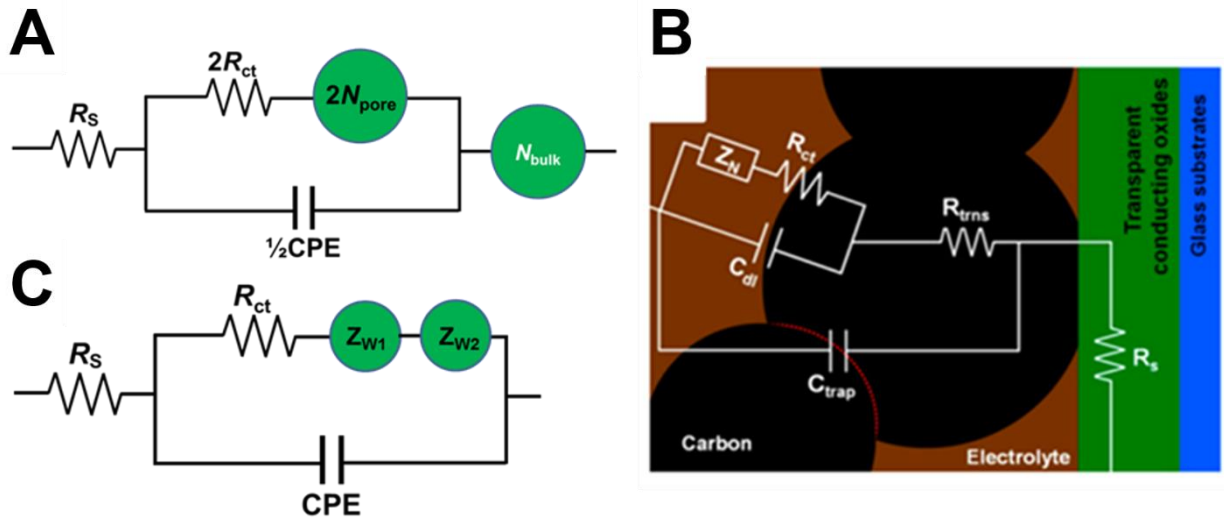 A
2Rct
2Npore
RS
Nbulk
½CPE
C
Rct
RS
ZW1
ZW2
CPE
B
ZN
Rct
Cdl
Rtrns
Ctrap
Rs
Carbon
Electrolyte
Transparent
conducting oxides
Glass substrates